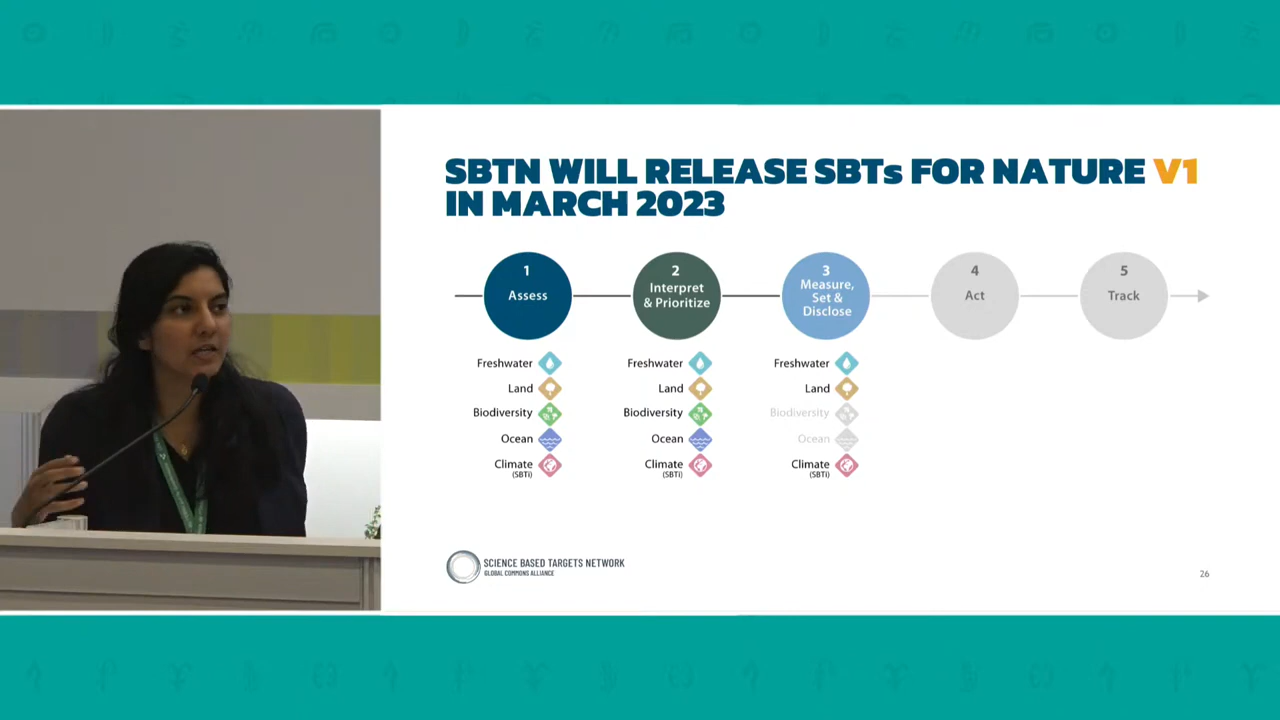 SBTN WILL RELEASE SBTs FOR NATURE V1
IN MARCH 2023
1
Assess
2
Interpret
& Prioritize
3
Measure,
Set &
Disclose
4
Act
5
Track
Freshwater
Land
Biodiversity
Ocean
Climate
(SBTi)
Freshwater
Land
Biodiversity
Ocean
Climate
(SBTi)
Freshwater
Land
Biodiversity
Ocean
Climate
(SBTi)
SCIENCE BASED TARGETS NETWORK
GLOBAL COMMONS ALLIANCE
26